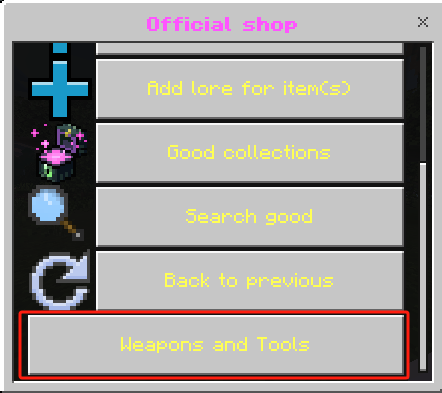 Official shop
Add lore for item(s)
Good collections
Search good
Back to previous
Weapons and Tools